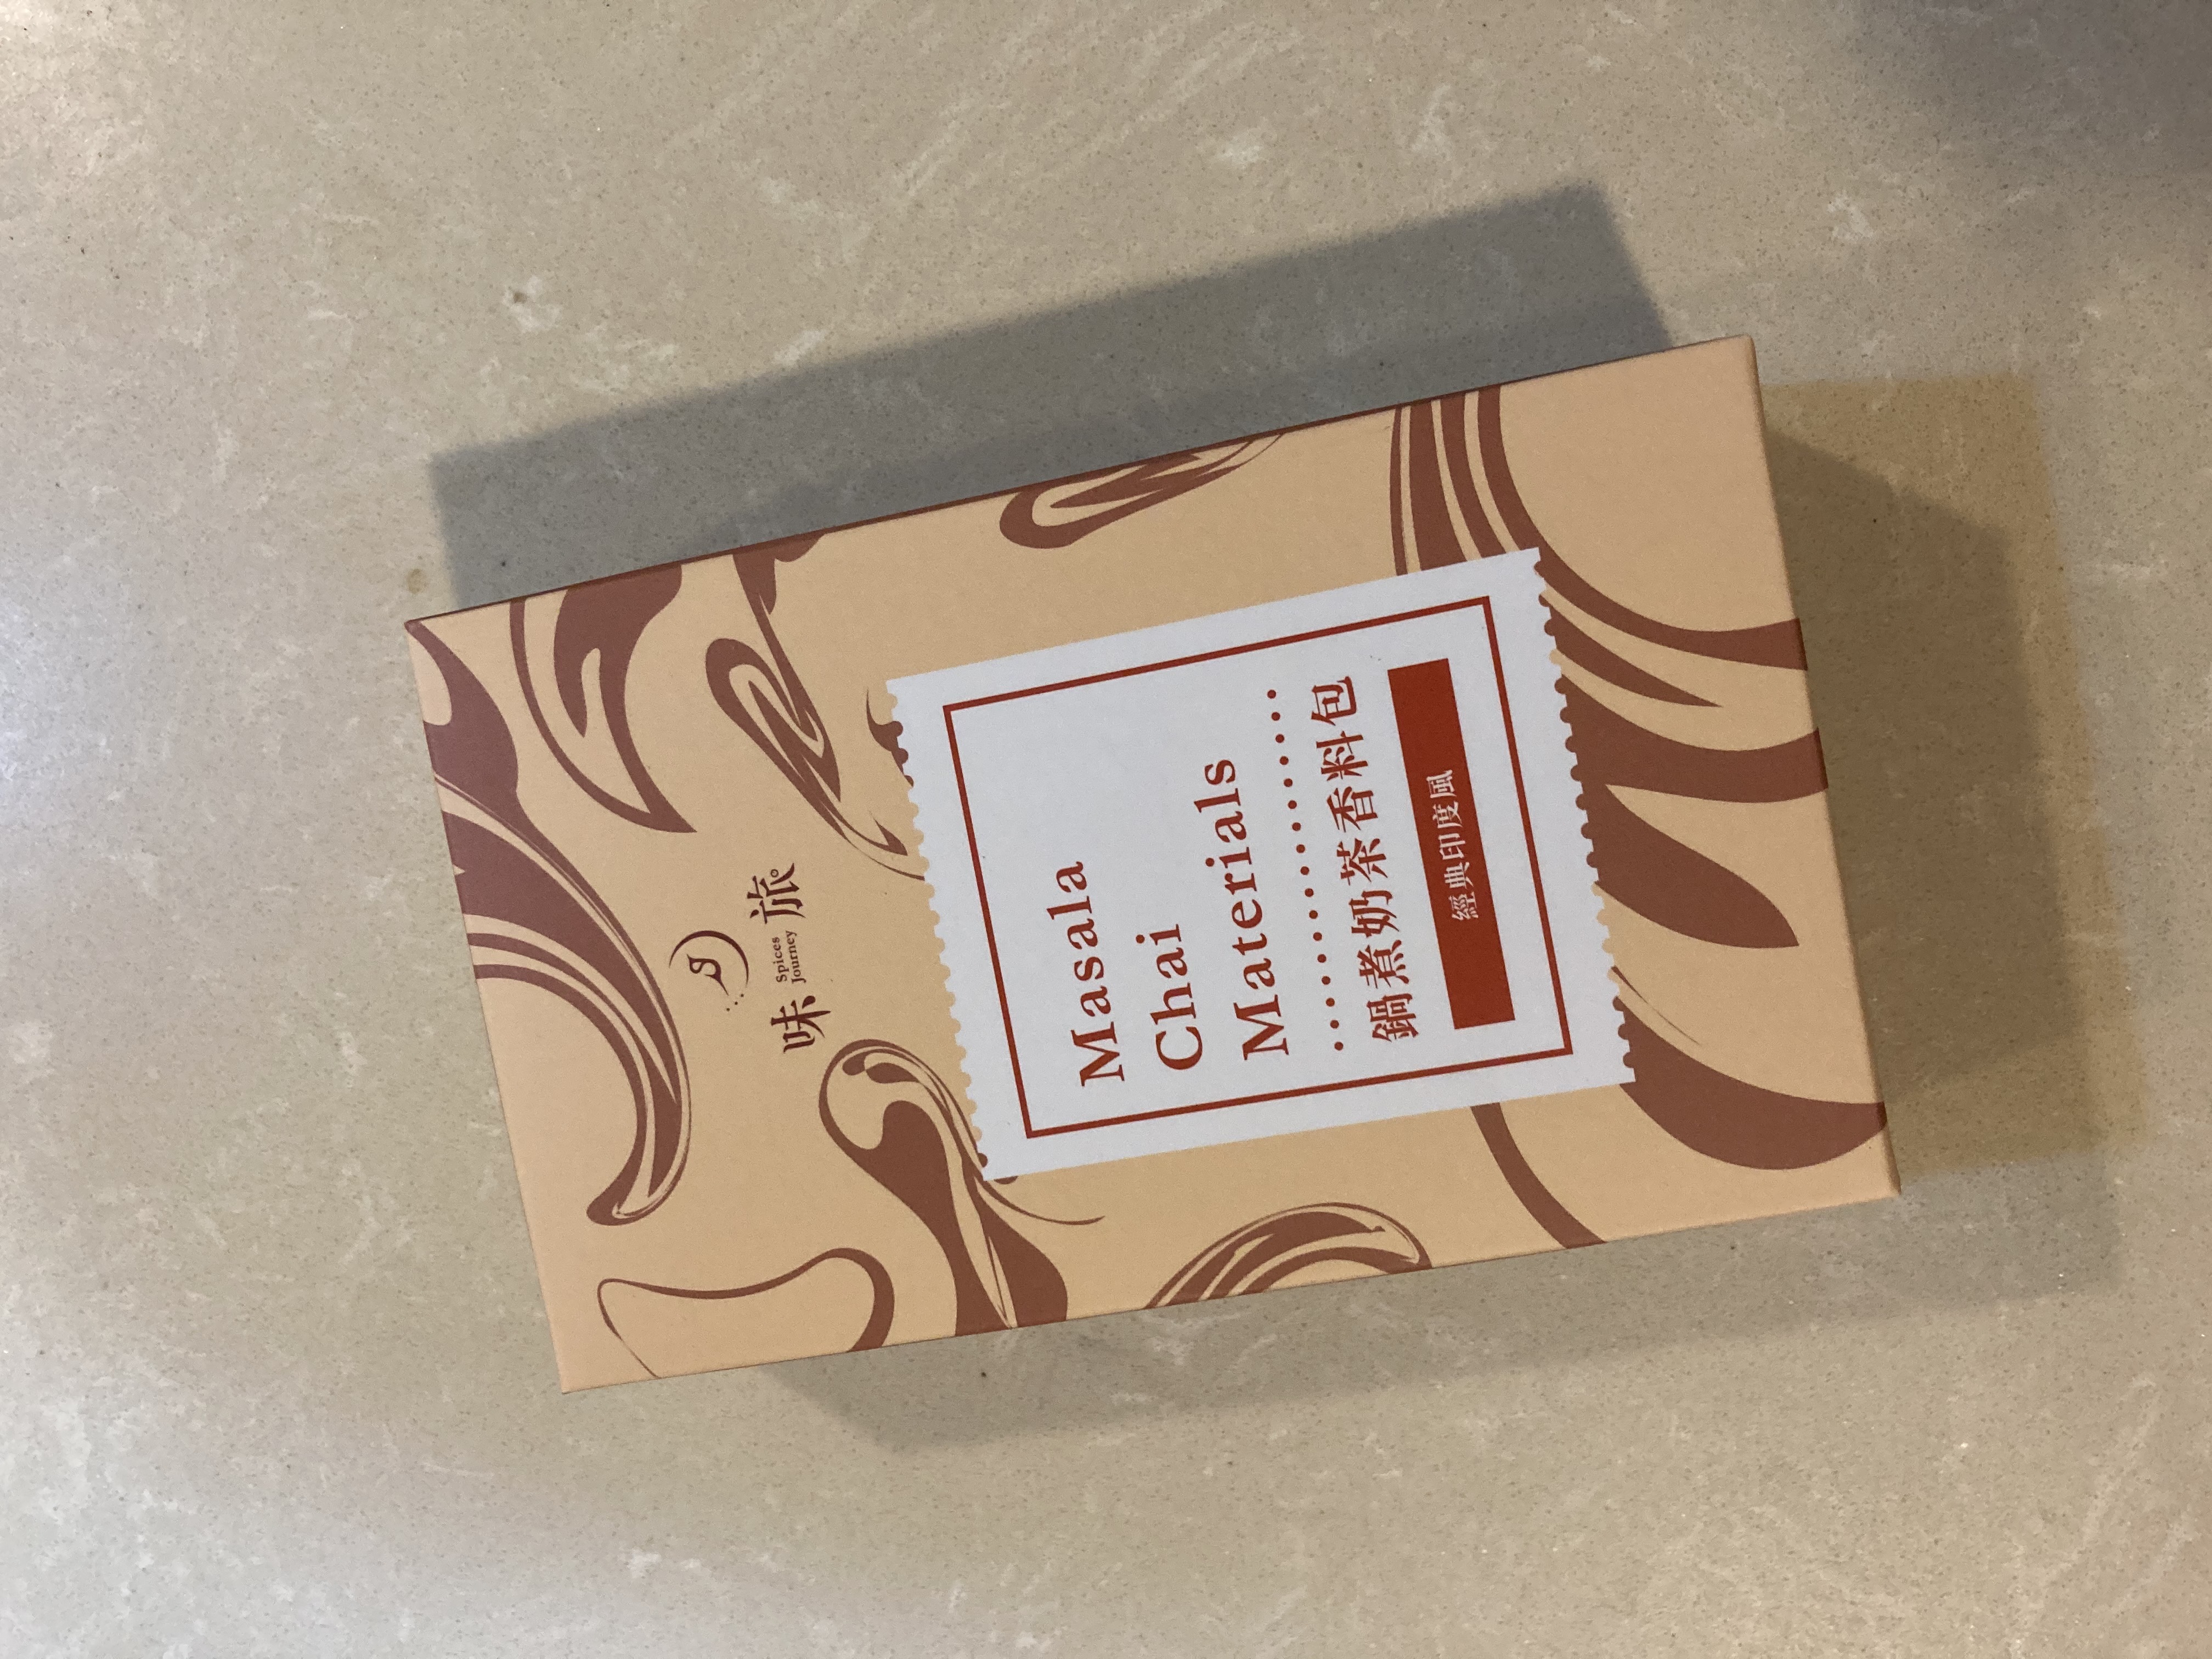 味 Spices Journey 旅
Masala
Chai
Materials
鍋煮奶茶香料包
經典印度風